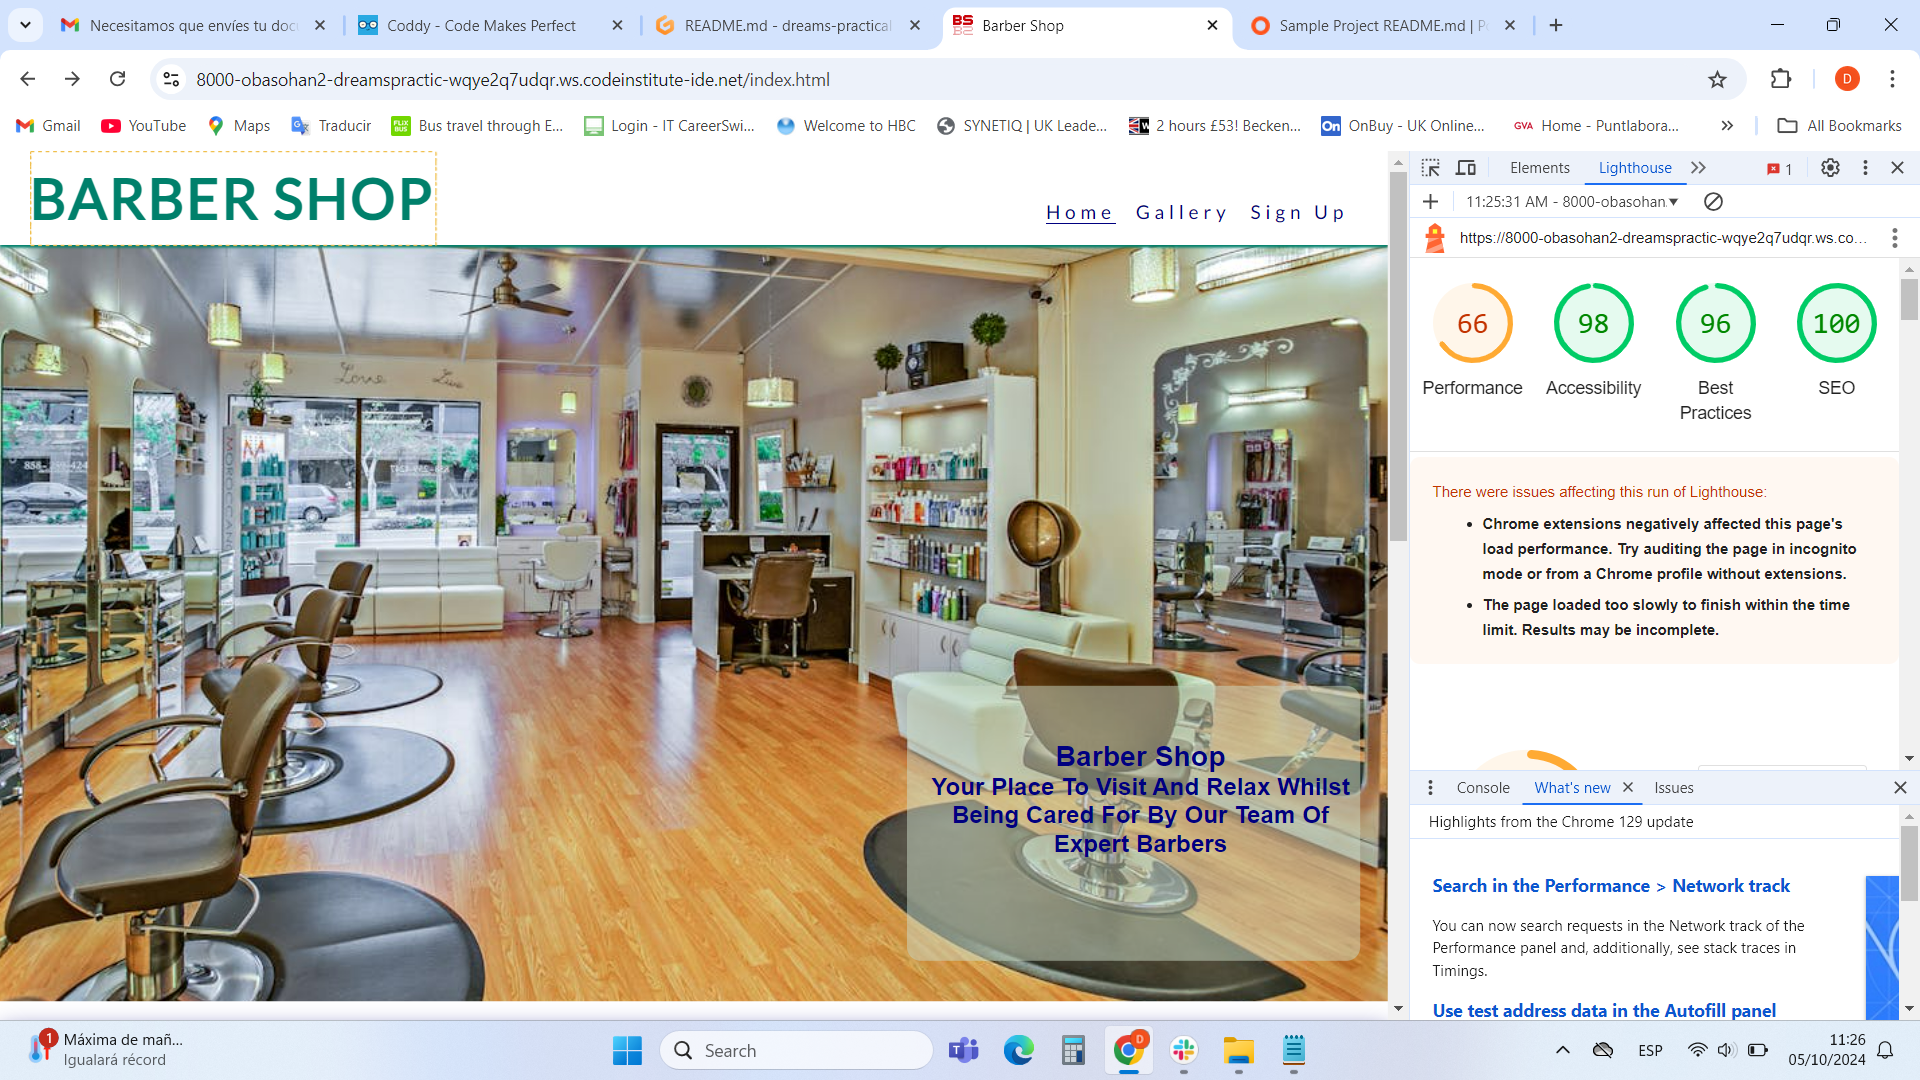 Necesitamos que envíes tu doc
Coddy - Code Makes Perfect
README.md - dreams-practical
Barber Shop
Sample Project README.md | P
8000-obasohan2-dreamspractic-wqye2q7udqr.ws.codeinstitute-ide.net/index.html
D
Gmail
YouTube
Maps
Traducir
Bus travel through E...
Login - IT CareerSwi...
Welcome to HBC
SYNETIQ | UK Leade...
2 hours £53! Becken...
OnBuy - UK Online...
Home - Puntlabora...
All Bookmarks
BARBER SHOP
Home Gallery Sign Up
Barber Shop
Your Place To Visit And Relax Whilst
Being Cared For By Our Team Of
Expert Barbers
Elements
Lighthouse
1
11:25:31 AM - 8000-obasohan
https://8000-obasohan2-dreamspractic-wqye2q7udqr.ws.co...
66
98
96
100
Performance
Accessibility
Best
Practices
SEO
There were issues affecting this run of Lighthouse:
Chrome extensions negatively affected this page's
load performance. Try auditing the page in incognito
mode or from a Chrome profile without extensions.
The page loaded too slowly to finish within the time
limit. Results may be incomplete.
Console
What's new
Issues
Highlights from the Chrome 129 update
Search in the Performance > Network track
You can now search requests in the Network track of the
Performance panel and, additionally, see stack traces in
Timings.
Use test address data in the Autofill panel
1
Máxima de mañ...
Igualará récord
Search
D
ESP
11:26
05/10/2024